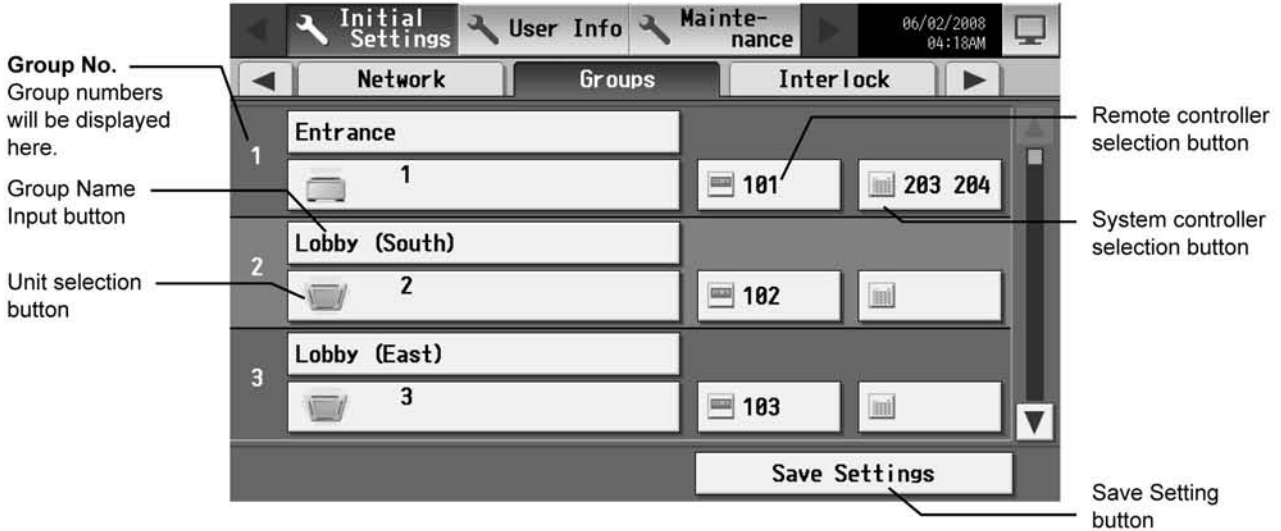 Initial
Settings
User Info
Mainte-
nance
06/02/2008
04:18AM
Network
Groups
Interlock
Group No.
Group numbers
will be displayed
here.
1
Entrance
1
101
203 204
Remote controller
selection button
Group Name
Input button
System controller
selection button
2
Lobby (South)
2
102
Unit selection
button
3
Lobby (East)
3
103
Save Settings
Save Setting
button